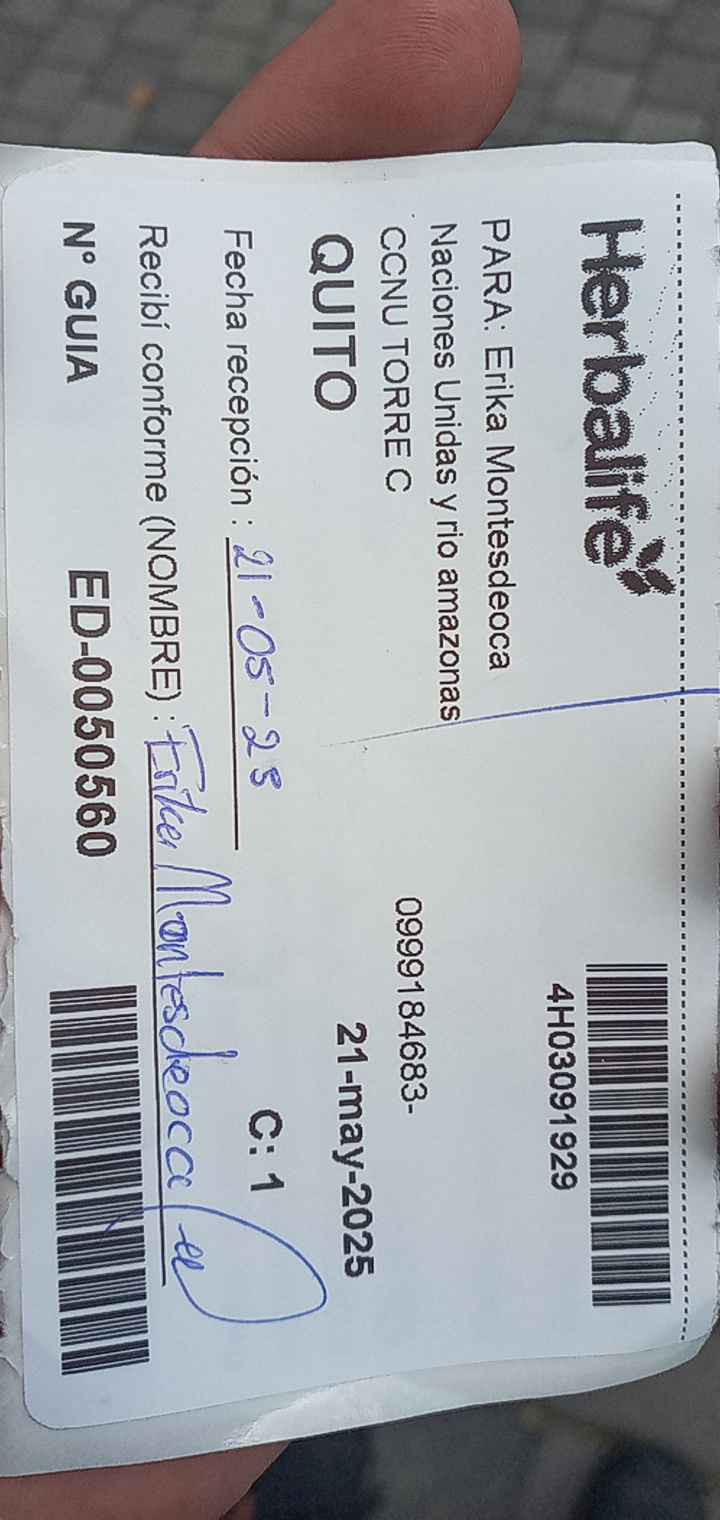 Herbalife
4H03091929
PARA: Erika Montesdeoca
Naciones Unidas y rio amazonas
CCNU TORRE C
0999184683-
QUITO
21-may-2025
Fecha recepción : 21-05-25
C: 1
Recibí conforme (NOMBRE) : Erika Montesdeoca
N° GUIA
ED-0050560